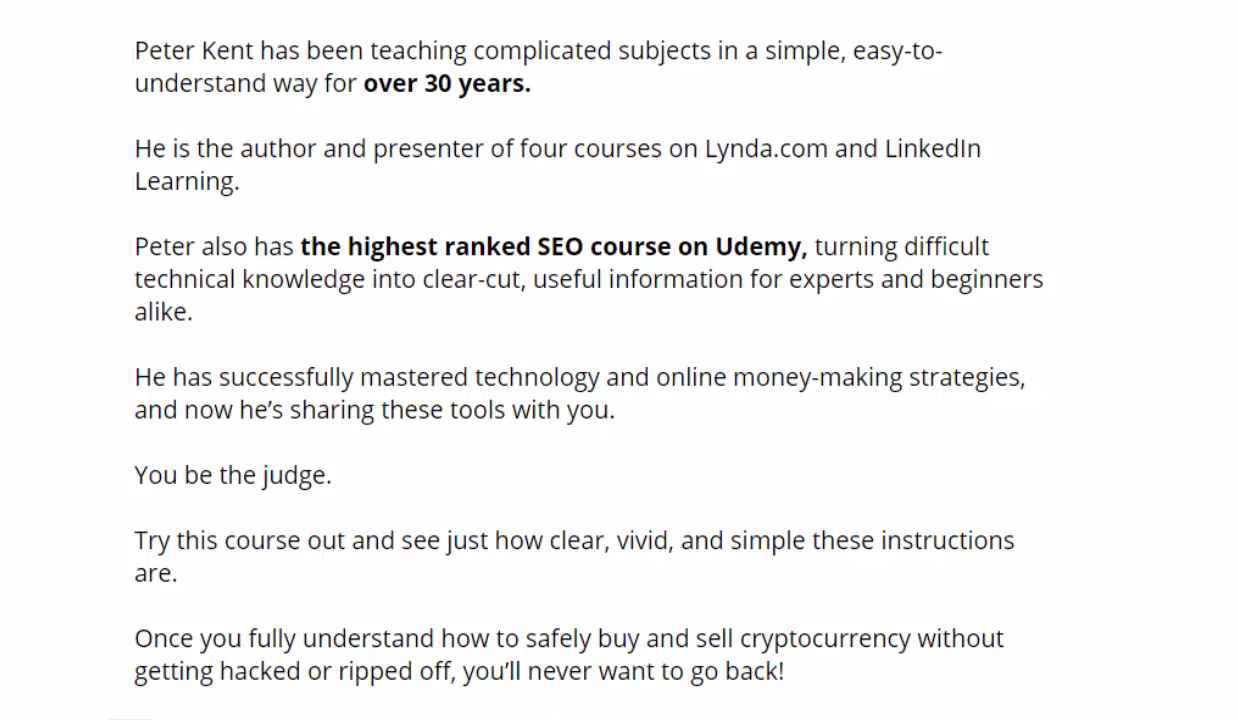 Peter Kent has been teaching complicated subjects in a simple, easy-to-
understand way for over 30 years.
He is the author and presenter of four courses on Lynda.com and LinkedIn
Learning.
Peter also has the highest ranked SEO course on Udemy, turning difficult
technical knowledge into clear-cut, useful information for experts and beginners
alike.
He has successfully mastered technology and online money-making strategies,
and now he’s sharing these tools with you.
You be the judge.
Try this course out and see just how clear, vivid, and simple these instructions
are.
Once you fully understand how to safely buy and sell cryptocurrency without
getting hacked or ripped off, you’ll never want to go back!